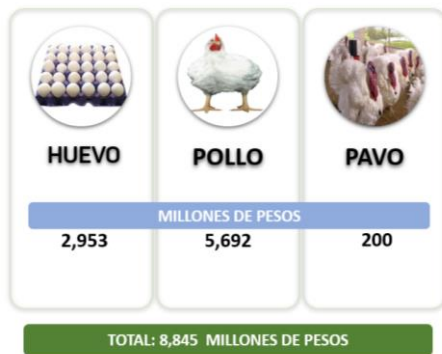 HUEVO POLLO PAVO
MILLONES DE PESOS
2,953 5,692 200
TOTAL: 8,845 MILLONES DE PESOS